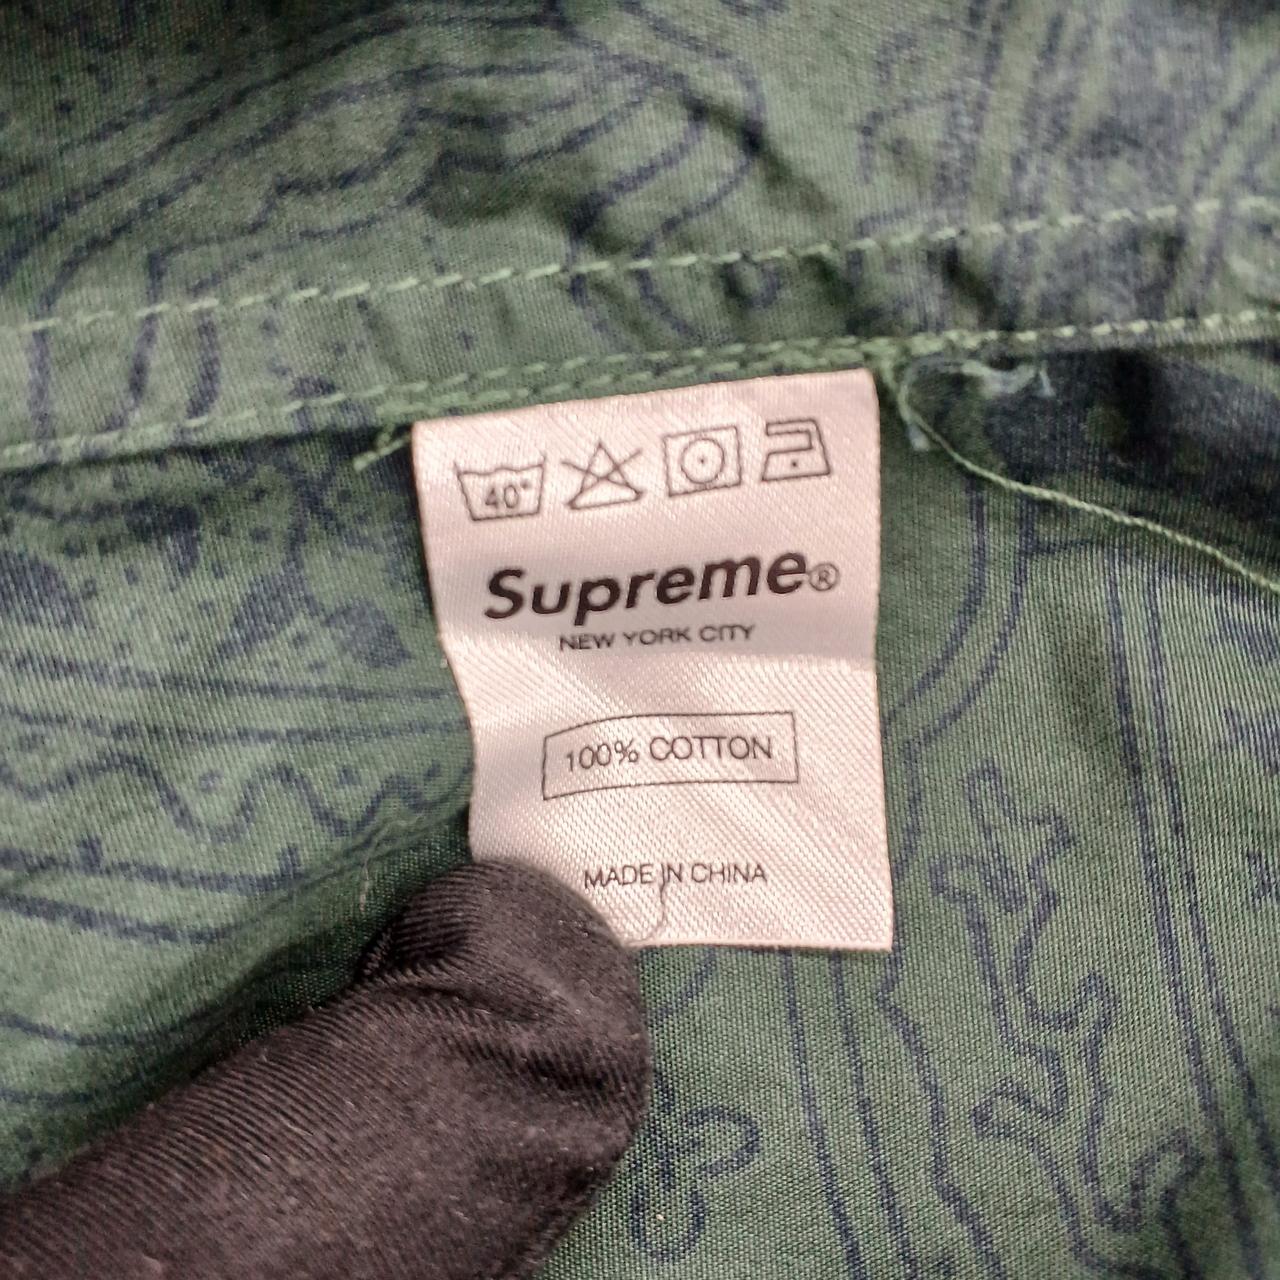 40°
Supreme®
NEW YORK CITY
100% COTTON
MADE IN CHINA